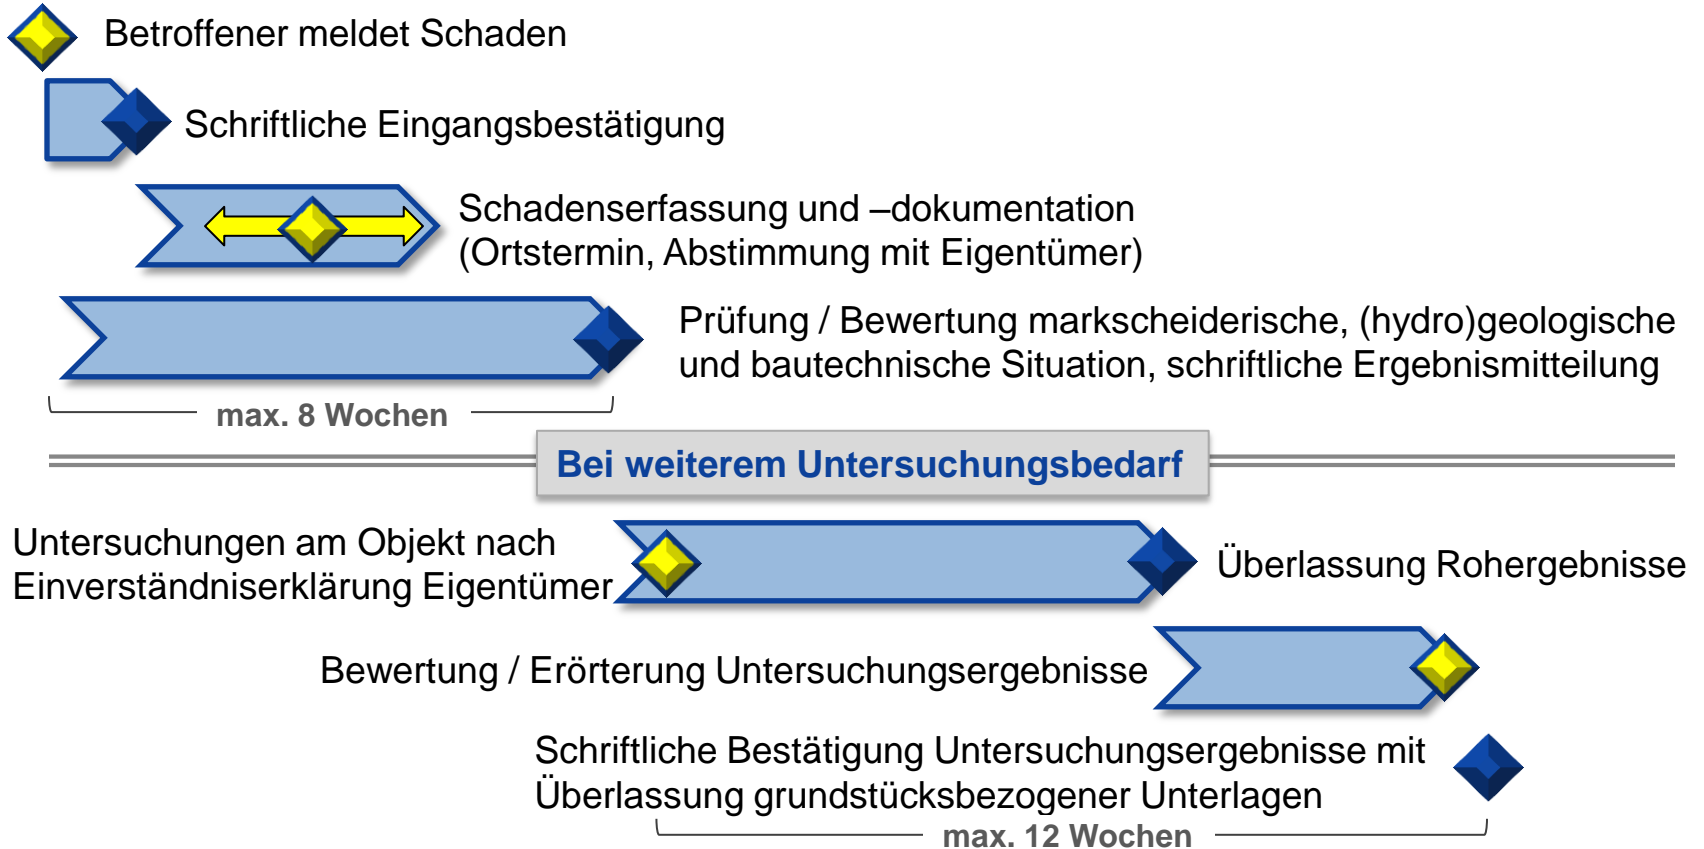 Betroffener meldet Schaden
Schriftliche Eingangsbestätigung
Schadenserfassung und –dokumentation
(Ortstermin, Abstimmung mit Eigentümer)
Prüfung / Bewertung markscheiderische, (hydro)geologische
und bautechnische Situation, schriftliche Ergebnismitteilung
max. 8 Wochen
Bei weiterem Untersuchungsbedarf
Untersuchungen am Objekt nach
Einverständniserklärung Eigentümer
Überlassung Rohergebnisse
Bewertung / Erörterung Untersuchungsergebnisse
Schriftliche Bestätigung Untersuchungsergebnisse mit
Überlassung grundstücksbezogener Unterlagen
max. 12 Wochen